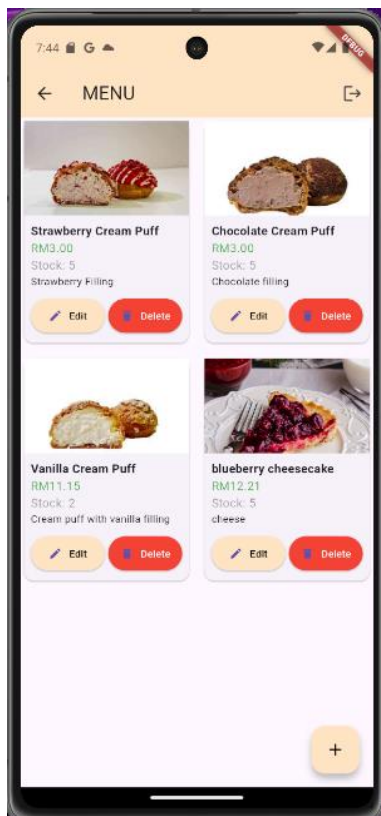 7:44 G
DEBUG
MENU
Strawberry Cream Puff
RM3.00
Stock: 5
Strawberry Filling
Edit Delete
Chocolate Cream Puff
RM3.00
Stock: 5
Chocolate filling
Edit Delete
Vanilla Cream Puff
RM11.15
Stock: 2
Cream puff with vanilla filling
Edit Delete
blueberry cheesecake
RM12.21
Stock: 5
cheese
Edit Delete
+